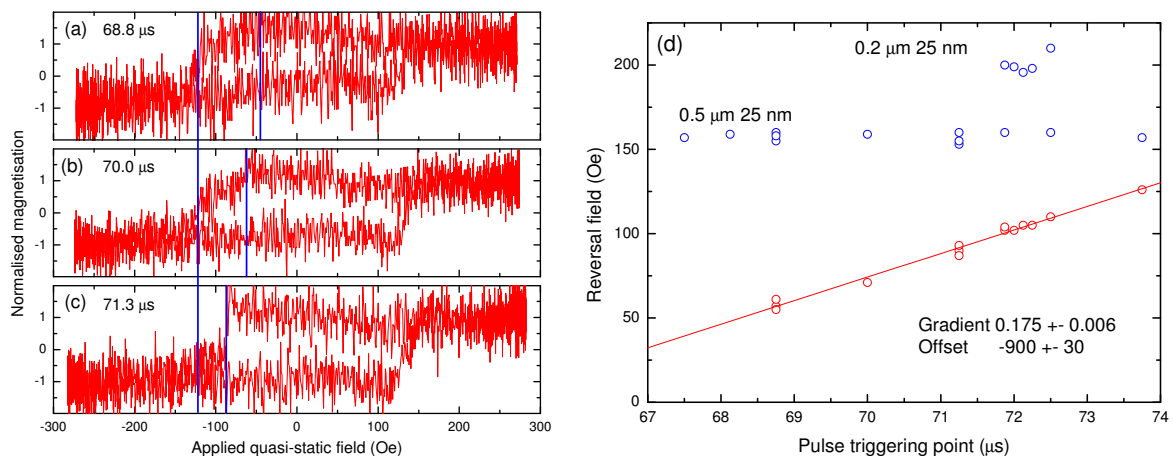 (a) 68.8 μs
1
0
-1
(b) 70.0 μs
1
0
-1
(c) 71.3 μs
1
0
-1
-300 -200 -100 0 100 200 300
Applied quasi-static field (Oe)
Normalised magnetisation
(d)
0.2 μm 25 nm
0.5 μm 25 nm
Gradient 0.175 +- 0.006
Offset -900 +- 30
200
150
100
50
0
67 68 69 70 71 72 73 74
Pulse triggering point (μs)
Reversal field (Oe)